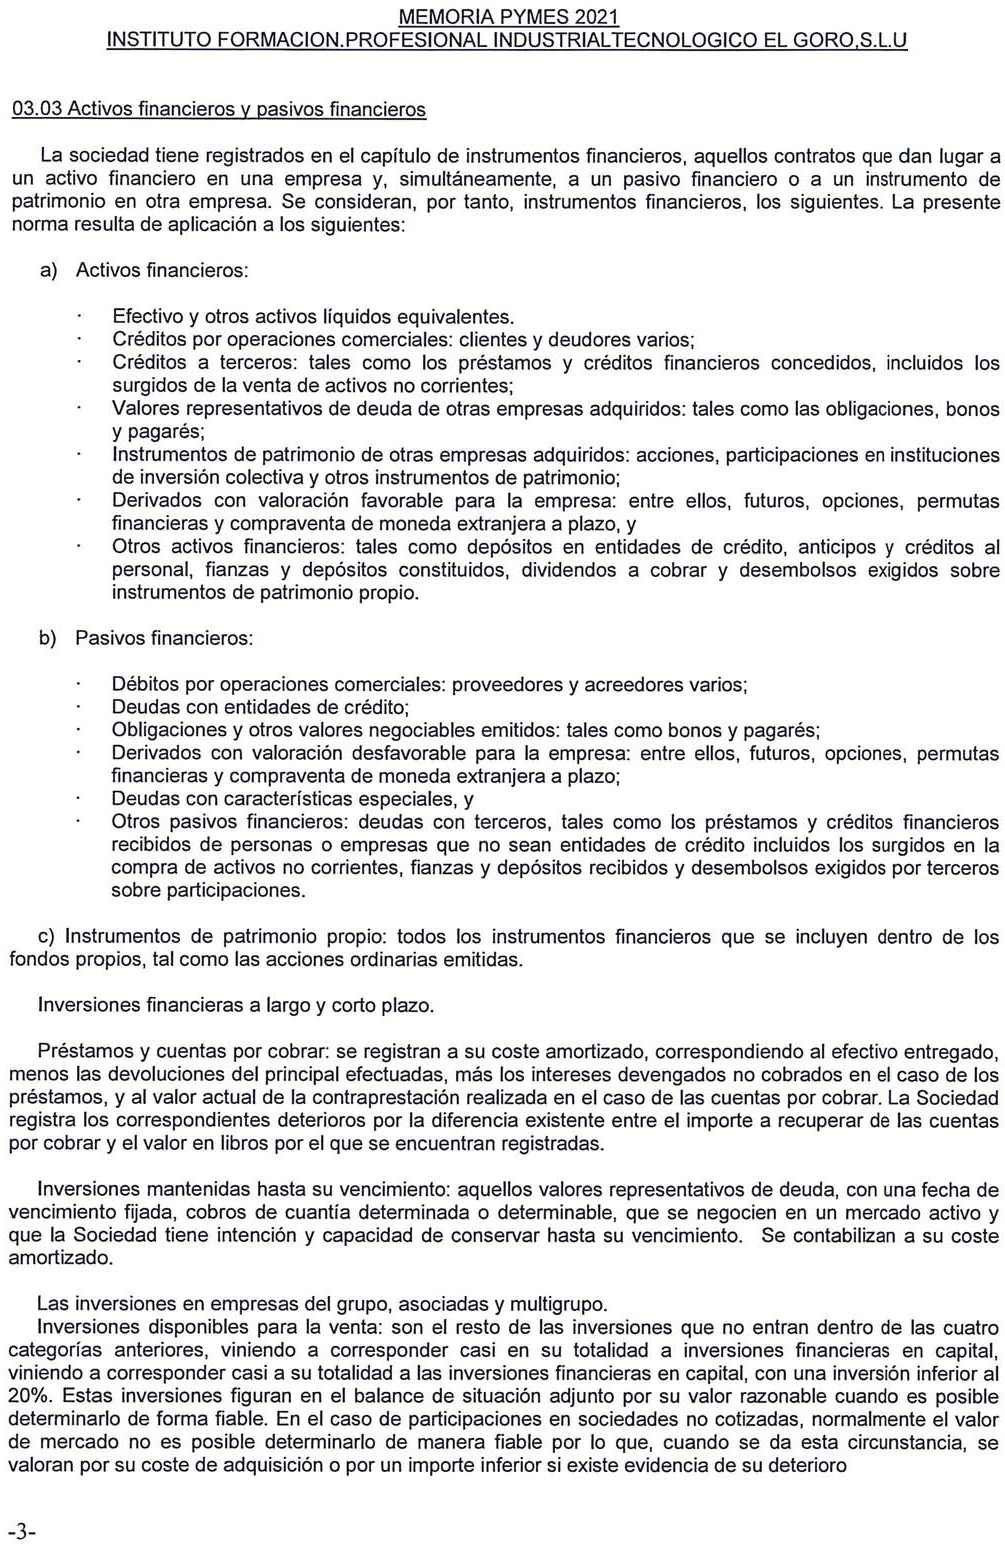 MEMORIA PYMES 2021
INSTITUTO FORMACION.PROFESIONAL INDUSTRIALTECNOLOGICO EL GORO,S.L.U
03.03 Activos financieros y pasivos financieros
La sociedad tiene registrados en el capítulo de instrumentos financieros, aquellos contratos que dan lugar a
un activo financiero en una empresa y, simultáneamente, a un pasivo financiero o a un instrumento de
patrimonio en otra empresa. Se consideran, por tanto, instrumentos financieros, los siguientes. La presente
norma resulta de aplicación a los siguientes:
a) Activos financieros:
· Efectivo y otros activos líquidos equivalentes.
· Créditos por operaciones comerciales: clientes y deudores varios;
· Créditos a terceros: tales como los préstamos y créditos financieros concedidos, incluidos los
surgidos de la venta de activos no corrientes;
· Valores representativos de deuda de otras empresas adquiridos: tales como las obligaciones, bonos
y pagarés;
· Instrumentos de patrimonio de otras empresas adquiridos: acciones, participaciones en instituciones
de inversión colectiva y otros instrumentos de patrimonio;
· Derivados con valoración favorable para la empresa: entre ellos, futuros, opciones, permutas
financieras y compraventa de moneda extranjera a plazo, y
· Otros activos financieros: tales como depósitos en entidades de crédito, anticipos y créditos al
personal, fianzas y depósitos constituidos, dividendos a cobrar y desembolsos exigidos sobre
instrumentos de patrimonio propio.
b) Pasivos financieros:
· Débitos por operaciones comerciales: proveedores y acreedores varios;
· Deudas con entidades de crédito;
· Obligaciones y otros valores negociables emitidos: tales como bonos y pagarés;
· Derivados con valoración desfavorable para la empresa: entre ellos, futuros, opciones, permutas
financieras y compraventa de moneda extranjera a plazo;
· Deudas con características especiales, y
· Otros pasivos financieros: deudas con terceros, tales como los préstamos y créditos financieros
recibidos de personas o empresas que no sean entidades de crédito incluidos los surgidos en la
compra de activos no corrientes, fianzas y depósitos recibidos y desembolsos exigidos por terceros
sobre participaciones.
c) Instrumentos de patrimonio propio: todos los instrumentos financieros que se incluyen dentro de los
fondos propios, tal como las acciones ordinarias emitidas.
Inversiones financieras a largo y corto plazo.
Préstamos y cuentas por cobrar: se registran a su coste amortizado, correspondiendo al efectivo entregado,
menos las devoluciones del principal efectuadas, más los intereses devengados no cobrados en el caso de los
préstamos, y al valor actual de la contraprestación realizada en el caso de las cuentas por cobrar. La Sociedad
registra los correspondientes deterioros por la diferencia existente entre el importe a recuperar de las cuentas
por cobrar y el valor en libros por el que se encuentran registradas.
Inversiones mantenidas hasta su vencimiento: aquellos valores representativos de deuda, con una fecha de
vencimiento fijada, cobros de cuantía determinada o determinable, que se negocien en un mercado activo y
que la Sociedad tiene intención y capacidad de conservar hasta su vencimiento. Se contabilizan a su coste
amortizado.
Las inversiones en empresas del grupo, asociadas y multigrupo.
Inversiones disponibles para la venta: son el resto de las inversiones que no entran dentro de las cuatro
categorías anteriores, viniendo a corresponder casi en su totalidad a inversiones financieras en capital,
viniendo a corresponder casi a su totalidad a las inversiones financieras en capital, con una inversión inferior al
20%. Estas inversiones figuran en el balance de situación adjunto por su valor razonable cuando es posible
determinarlo de forma fiable. En el caso de participaciones en sociedades no cotizadas, normalmente el valor
de mercado no es posible determinarlo de manera fiable por lo que, cuando se da esta circunstancia, se
valoran por su coste de adquisición o por un importe inferior si existe evidencia de su deterioro
-3-